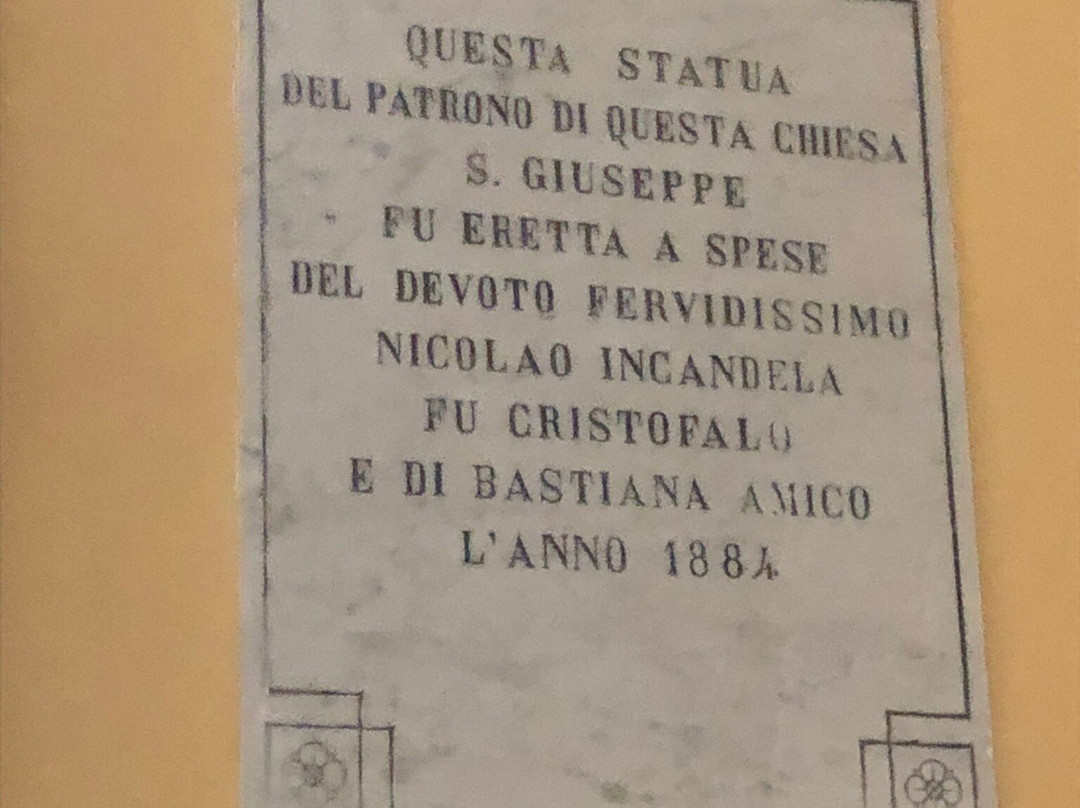 QUESTA STATUA
DEL PATRONO DI QUESTA CHIESA
S. GIUSEPPE
FU ERETTA A SPESE
DEL DEVOTO FERVIDISSIMO
NICOLAO INCANDELA
FU CRISTOFALO
E DI BASTIANA AMICO
L'ANNO 1884